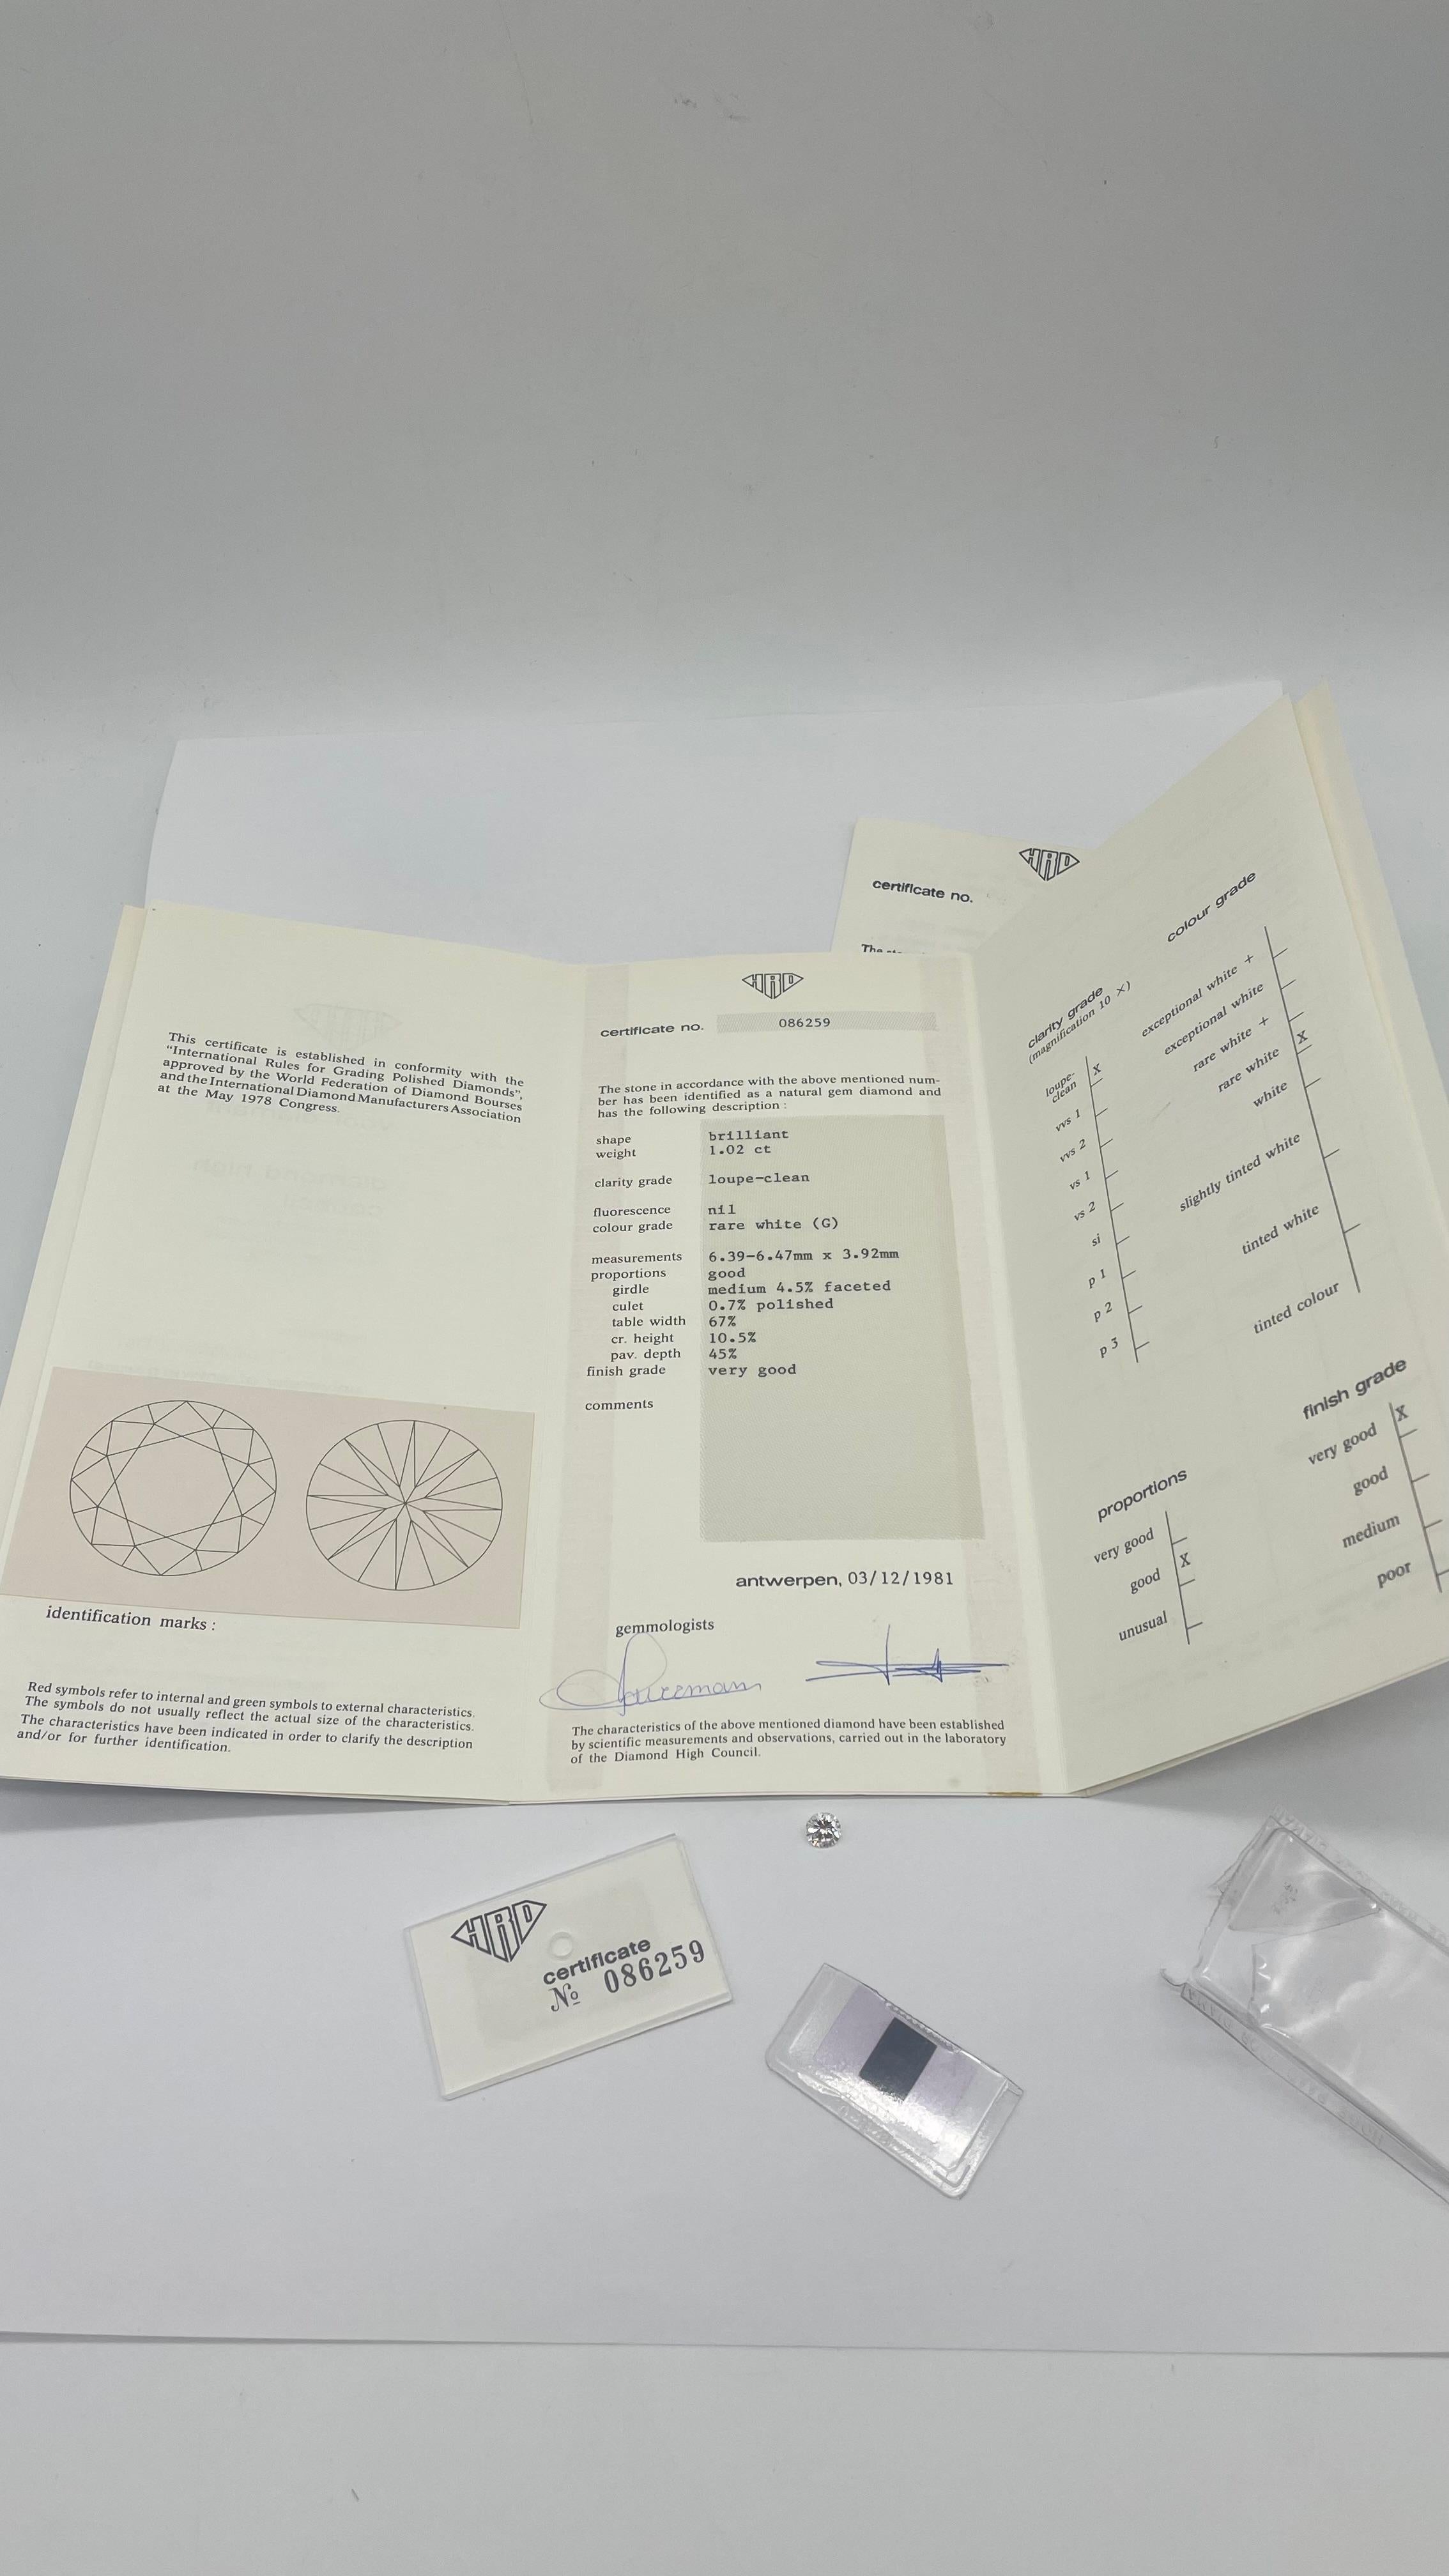 HRD
certificate no.
The
This certificate is established in conformity with the
"International Rules for Grading Polished Diamonds",
approved by the World Federation of Diamond Bourses
and the International Diamond Manufacturers Association
at the May 1978 Congress.
identification marks :
Red symbols refer to internal and green symbols to external characteristics.
The symbols do not usually reflect the actual size of the characteristics.
The characteristics have been indicated in order to clarify the description
and/or for further identification.
HRD
certificate no. 086259
The stone in accordance with the above mentioned num-
ber has been identified as a natural gem diamond and
has the following description :
shape brilliant
weight 1.02 ct
clarity grade loupe-clean
fluorescence nil
colour grade rare white (G)
measurements 6.39-6.47mm x 3.92mm
proportions good
girdle medium 4.5% faceted
culet 0.7% polished
table width 67%
cr. height 10.5%
pav. depth 45%
finish grade very good
comments
antwerpen, 03/12/1981
gemmologists
The characteristics of the above mentioned diamond have been established
by scientific measurements and observations, carried out in the laboratory
of the Diamond High Council.
clarity grade
(magnification 10 ×)
loupe-
clean X
vvs 1
vvs 2
vs 1
vs 2
si
p 1
p 2
p 3
colour grade
exceptional white +
exceptional white
rare white +
rare white X
white
slightly tinted white
tinted white
tinted colour
proportions
very good
good X
unusual
finish grade
very good X
good
medium
poor
HRD
certificate
No 086259